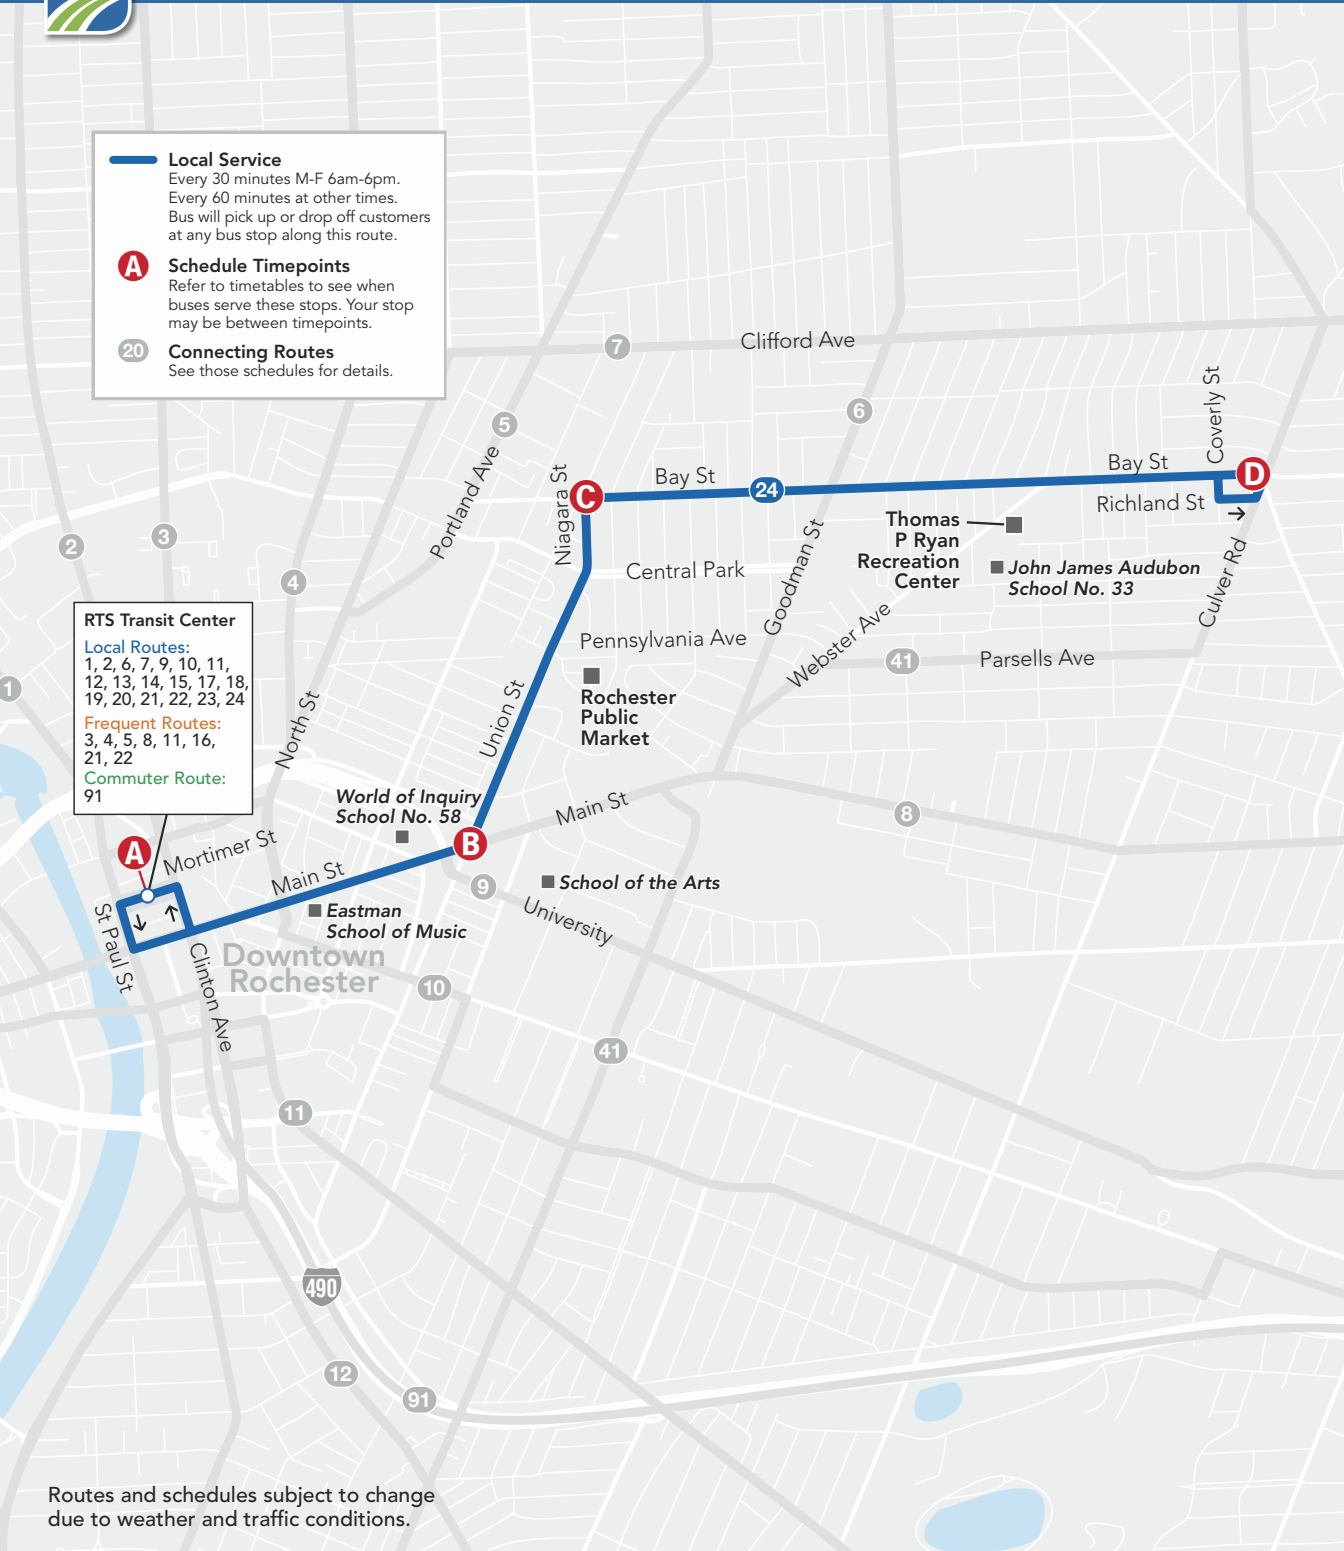 Local Service
Every 30 minutes M-F 6am-6pm.
Every 60 minutes at other times.
Bus will pick up or drop off customers
at any bus stop along this route.
A
Schedule Timepoints
Refer to timetables to see when
buses serve these stops. Your stop
may be between timepoints.
20
Connecting Routes
See those schedules for details.
7
Clifford Ave
5
6
Coverly St
Portland Ave
Niagara St
C
Bay St
24
Bay St
D
Richland St
2
3
4
Thomas
P Ryan
Recreation
Center
John James Audubon
School No. 33
Central Park
Goodman St
Culver Rd
Pennsylvania Ave
Webster Ave
41
Parsells Ave
RTS Transit Center
Local Routes:
1, 2, 6, 7, 9, 10, 11,
12, 13, 14, 15, 17, 18,
19, 20, 21, 22, 23, 24
Frequent Routes:
3, 4, 5, 8, 11, 16,
21, 22
Commuter Route:
91
1
North St
Union St
Rochester
Public
Market
World of Inquiry
School No. 58
Main St
8
A
Mortimer St
B
Main St
9
School of the Arts
Eastman
School of Music
University
St Paul St
Clinton Ave
Downtown
Rochester
10
41
11
490
12
91
Routes and schedules subject to change
due to weather and traffic conditions.